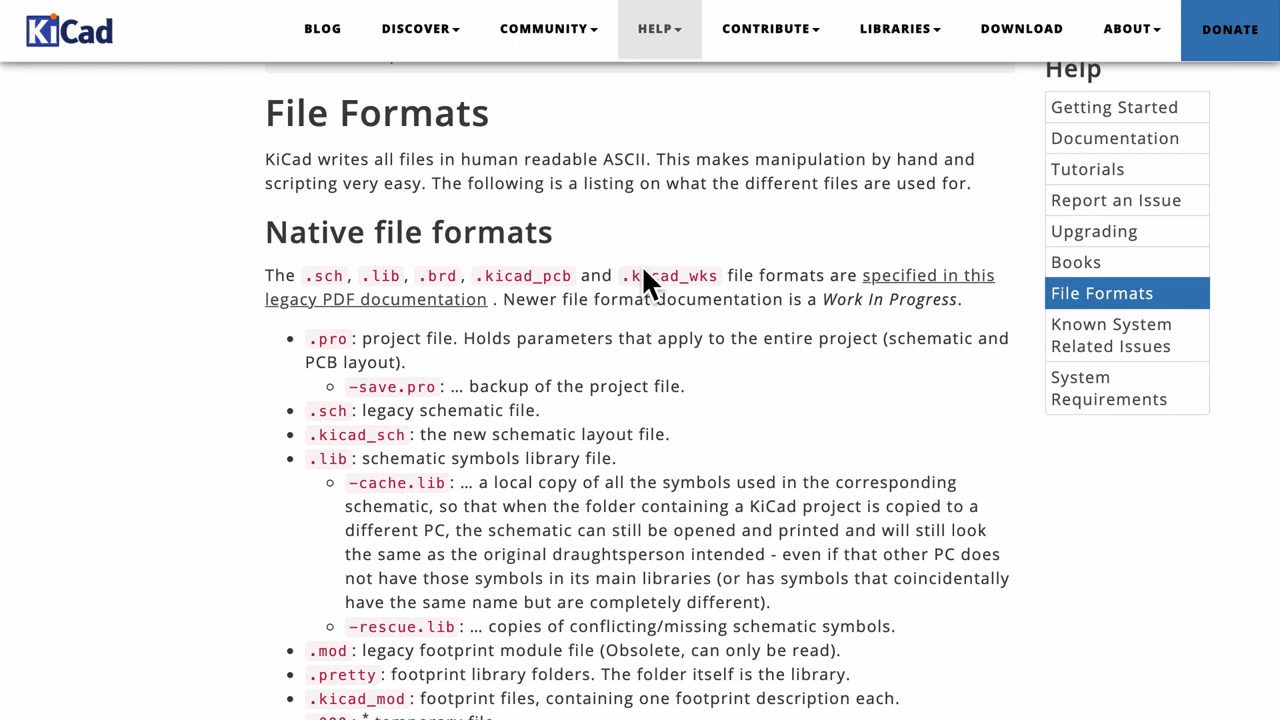 KiCad
BLOG
DISCOVER
COMMUNITY
HELP
CONTRIBUTE
LIBRARIES
DOWNLOAD
ABOUT
DONATE
File Formats
KiCad writes all files in human readable ASCII. This makes manipulation by hand and
scripting very easy. The following is a listing on what the different files are used for.
Native file formats
The .sch, .lib, .brd, .kicad_pcb and .kicad_wks file formats are specified in this
legacy PDF documentation . Newer file format documentation is a Work In Progress.
.pro: project file. Holds parameters that apply to the entire project (schematic and
PCB layout).
-save.pro: … backup of the project file.
.sch: legacy schematic file.
.kicad_sch: the new schematic layout file.
.lib: schematic symbols library file.
-cache.lib: … a local copy of all the symbols used in the corresponding
schematic, so that when the folder containing a KiCad project is copied to a
different PC, the schematic can still be opened and printed and will still look
the same as the original draughtsperson intended - even if that other PC does
not have those symbols in its main libraries (or has symbols that coincidentally
have the same name but are completely different).
-rescue.lib: … copies of conflicting/missing schematic symbols.
.mod: legacy footprint module file (Obsolete, can only be read).
.pretty: footprint library folders. The folder itself is the library.
.kicad_mod: footprint files, containing one footprint description each.
Help
Getting Started
Documentation
Tutorials
Report an Issue
Upgrading
Books
File Formats
Known System
Related Issues
System
Requirements